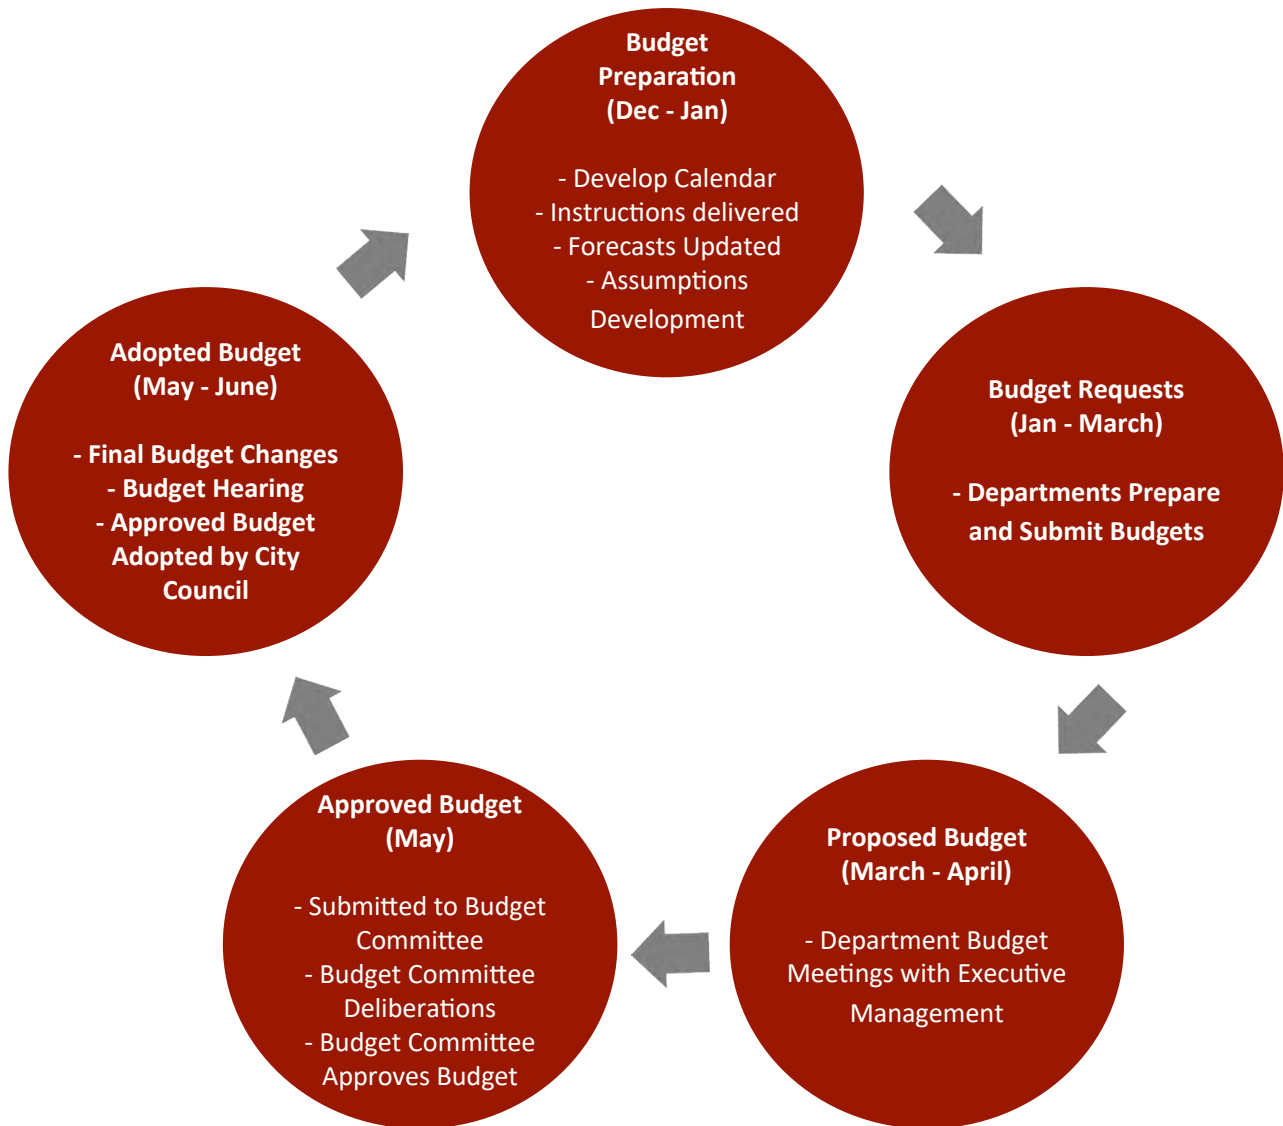 Budget
Preparation
(Dec - Jan)
- Develop Calendar
- Instructions delivered
- Forecasts Updated
- Assumptions
Development
Budget Requests
(Jan - March)
- Departments Prepare
and Submit Budgets
Proposed Budget
(March - April)
- Department Budget
Meetings with Executive
Management
Approved Budget
(May)
- Submitted to Budget
Committee
- Budget Committee
Deliberations
- Budget Committee
Approves Budget
Adopted Budget
(May - June)
- Final Budget Changes
- Budget Hearing
- Approved Budget
Adopted by City
Council